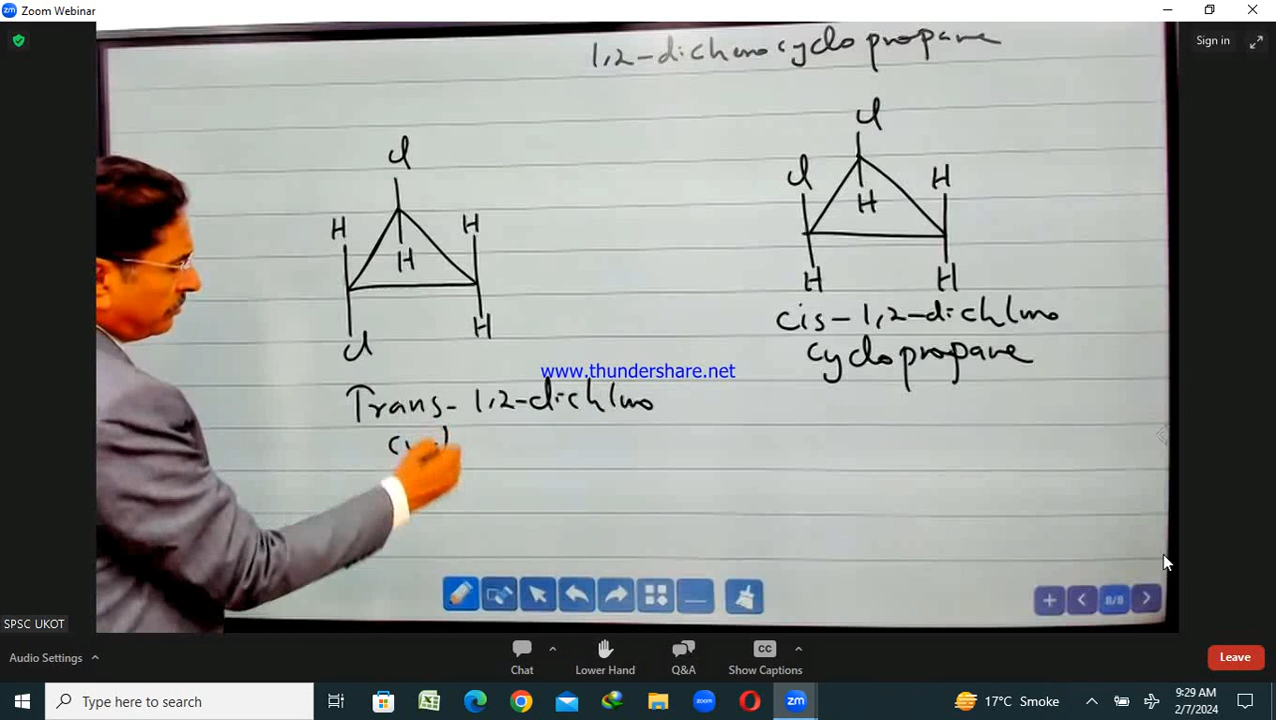 Zoom Webinar
Sign in
1,2-dichlorocyclopropane
Cl
Cl
H
H
H
H
cis-1,2-dichloro
cyclopropane
Cl
H
H
H
Cl
H
www.thundershare.net
Trans-1,2-dichloro
cycl
8/8
SPSC UKOT
Audio Settings
Chat
Lower Hand
Q&A
CC
Show Captions
Leave
Type here to search
17°C Smoke
9:29 AM
2/7/2024